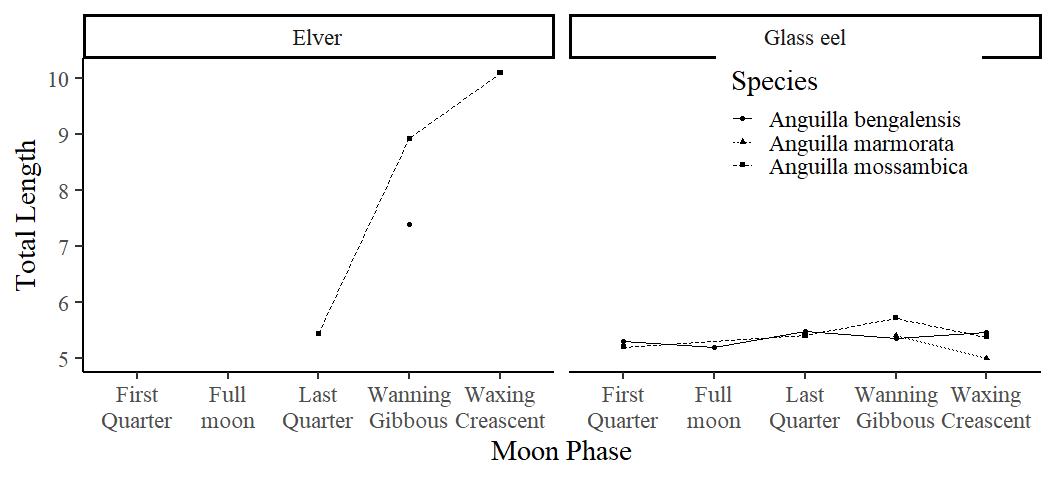 Elver
Glass eel
Total Length
10
9
8
7
6
5
Species
Anguilla bengalensis
Anguilla marmorata
Anguilla mossambica
First
Quarter
Full
moon
Last
Quarter
Wanning
Gibbous
Waxing
Creascent
First
Quarter
Full
moon
Last
Quarter
Wanning
Gibbous
Waxing
Creascent
Moon Phase